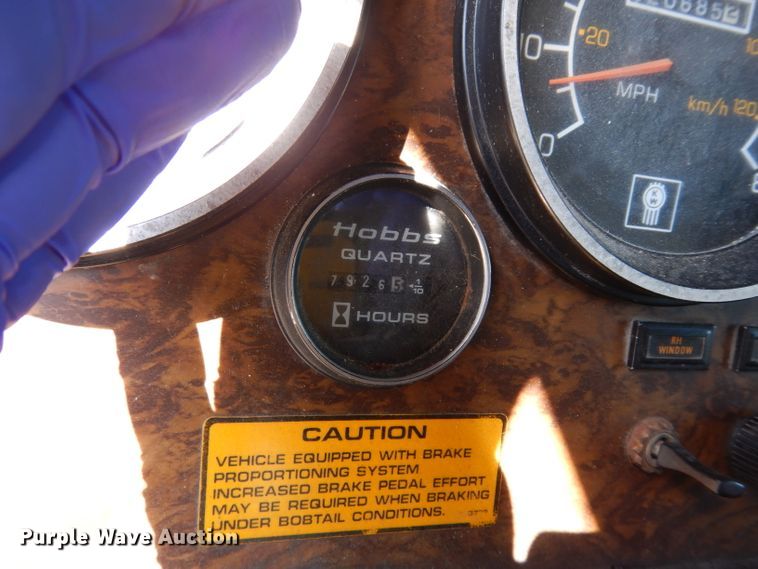 20
10
0
MPH
km/h 120
KW
Hobbs
QUARTZ
7926 1/10
HOURS
RH
WINDOW
CAUTION
VEHICLE EQUIPPED WITH BRAKE
PROPORTIONING SYSTEM
INCREASED BRAKE PEDAL EFFORT
MAY BE REQUIRED WHEN BRAKING
UNDER BOBTAIL CONDITIONS.
Purple Wave Auction